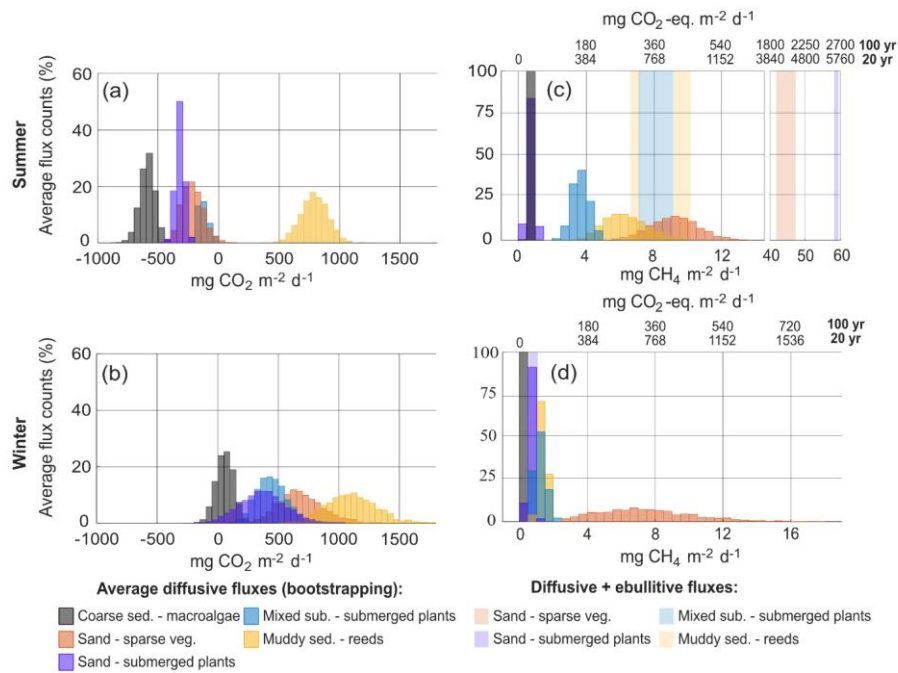 mg CO2-eq. m-2 d-1
0 180 360 540 1800 2250 2700 100 yr
0 384 768 1152 3840 4800 5760 20 yr
Summer
Average flux counts (%)
60
40
20
0
(a)
-1000 -500 0 500 1000 1500
mg CO2 m-2 d-1
100
75
50
25
0
(c)
0 4 8 12 40 50 60
mg CH4 m-2 d-1
mg CO2-eq. m-2 d-1
0 180 360 540 720 100 yr
384 768 1152 1536 20 yr
Winter
Average flux counts (%)
60
40
20
0
(b)
-1000 -500 0 500 1000 1500
mg CO2 m-2 d-1
100
75
50
25
0
(d)
0 4 8 12 16
mg CH4 m-2 d-1
Average diffusive fluxes (bootstrapping):
Coarse sed. - macroalgae
Mixed sub. - submerged plants
Sand - sparse veg.
Muddy sed. - reeds
Sand - submerged plants
Diffusive + ebullitive fluxes:
Sand - sparse veg.
Mixed sub. - submerged plants
Sand - submerged plants
Muddy sed. - reeds